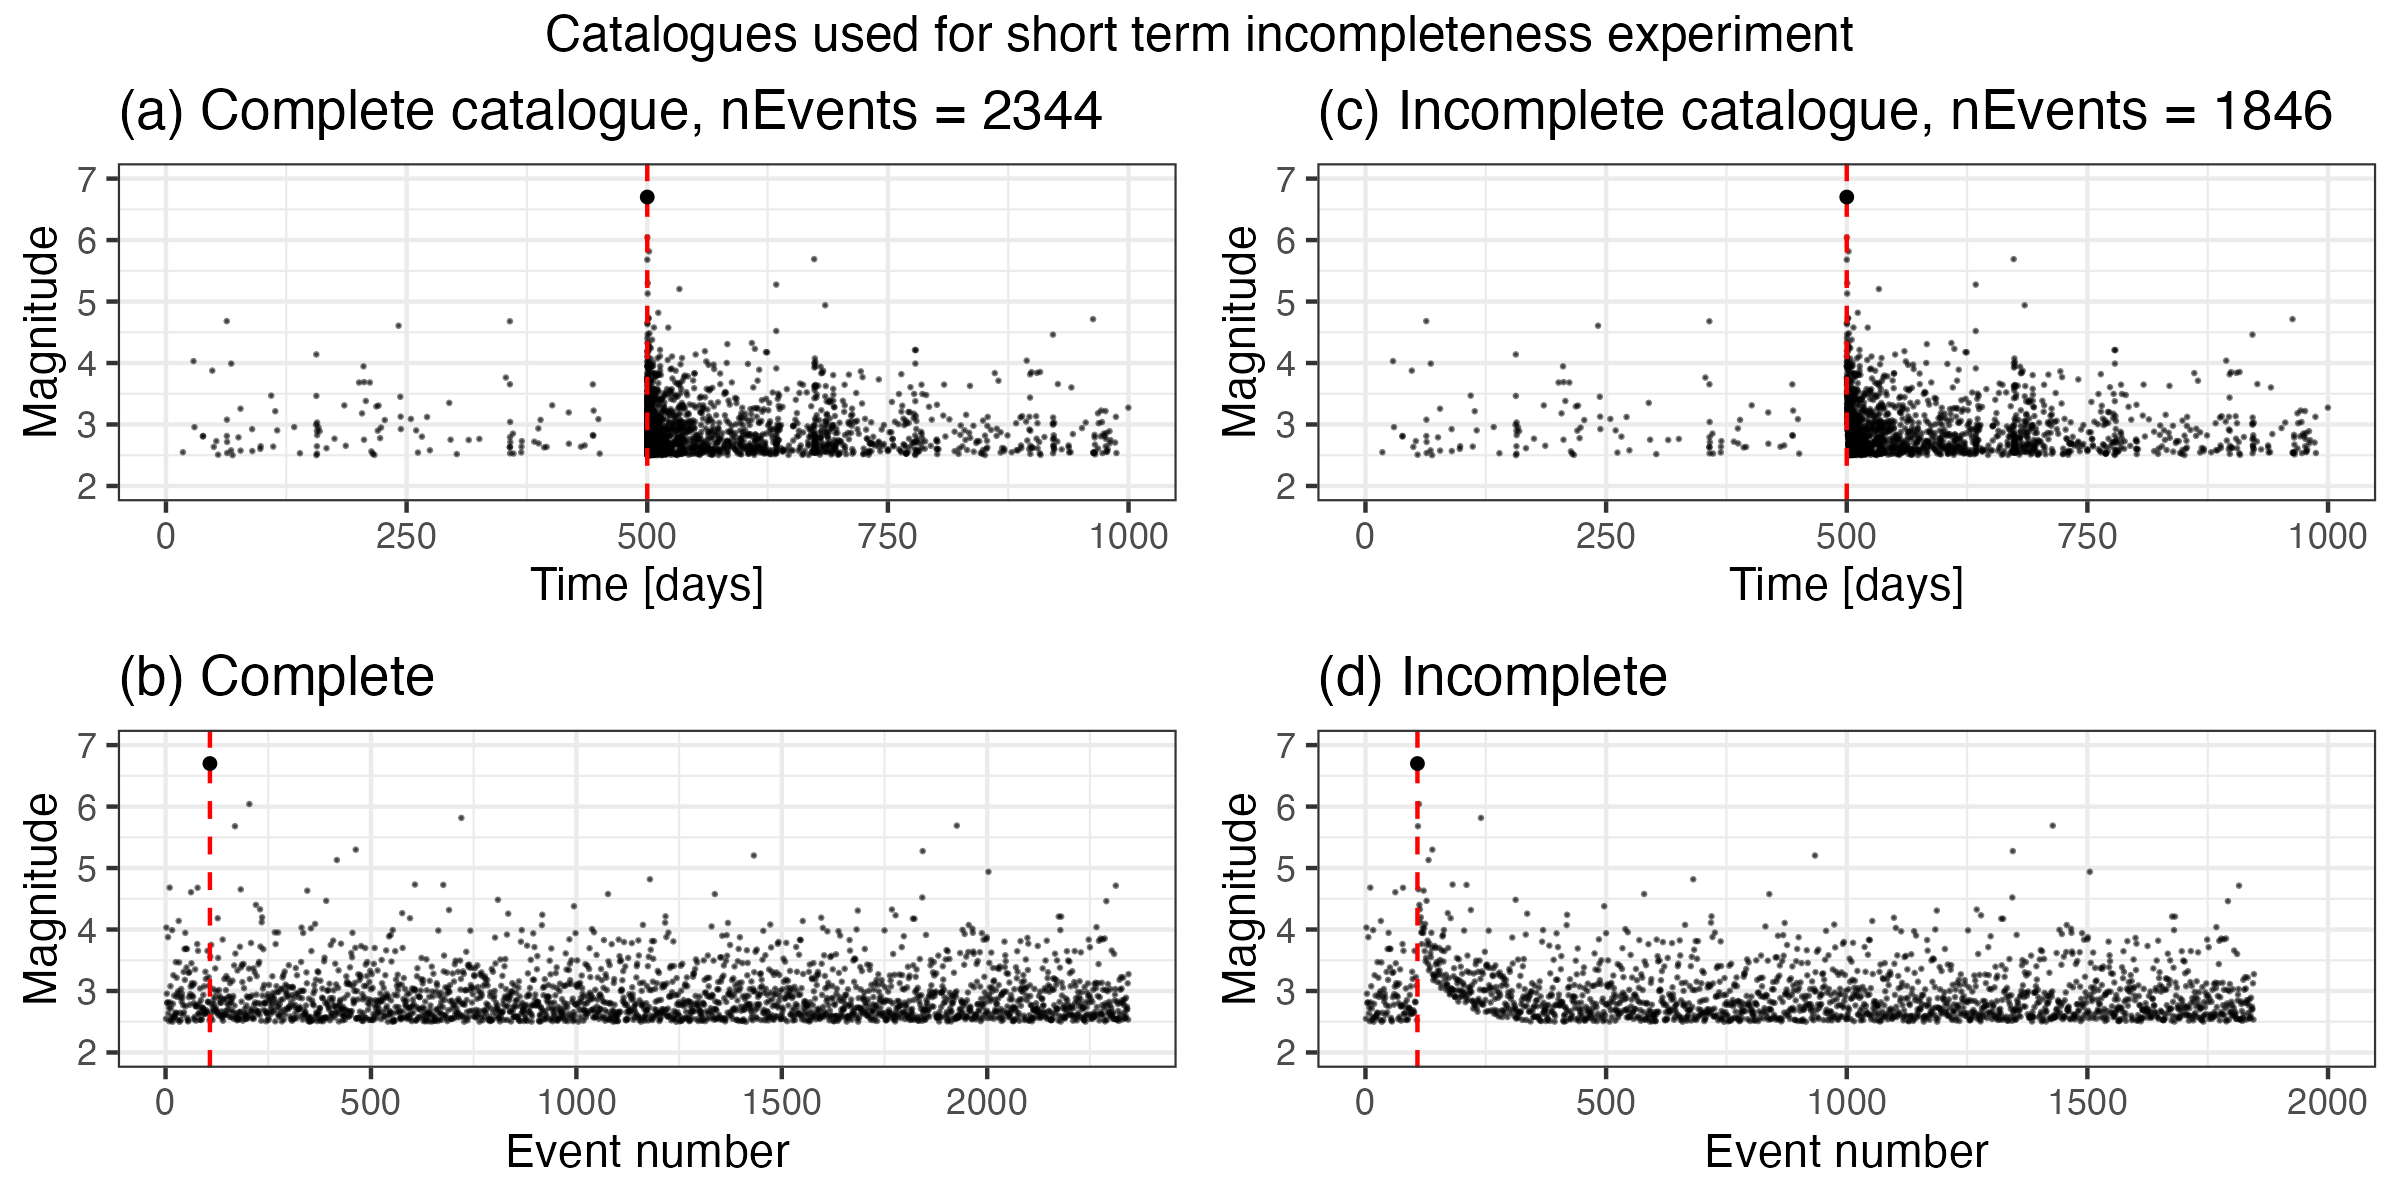 Catalogues used for short term incompleteness experiment
(a) Complete catalogue, nEvents = 2344
Magnitude
7
6
5
4
3
2
0 250 500 750 1000
Time [days]
(c) Incomplete catalogue, nEvents = 1846
Magnitude
7
6
5
4
3
2
0 250 500 750 1000
Time [days]
(b) Complete
Magnitude
7
6
5
4
3
2
0 500 1000 1500 2000
Event number
(d) Incomplete
Magnitude
7
6
5
4
3
2
0 500 1000 1500 2000
Event number